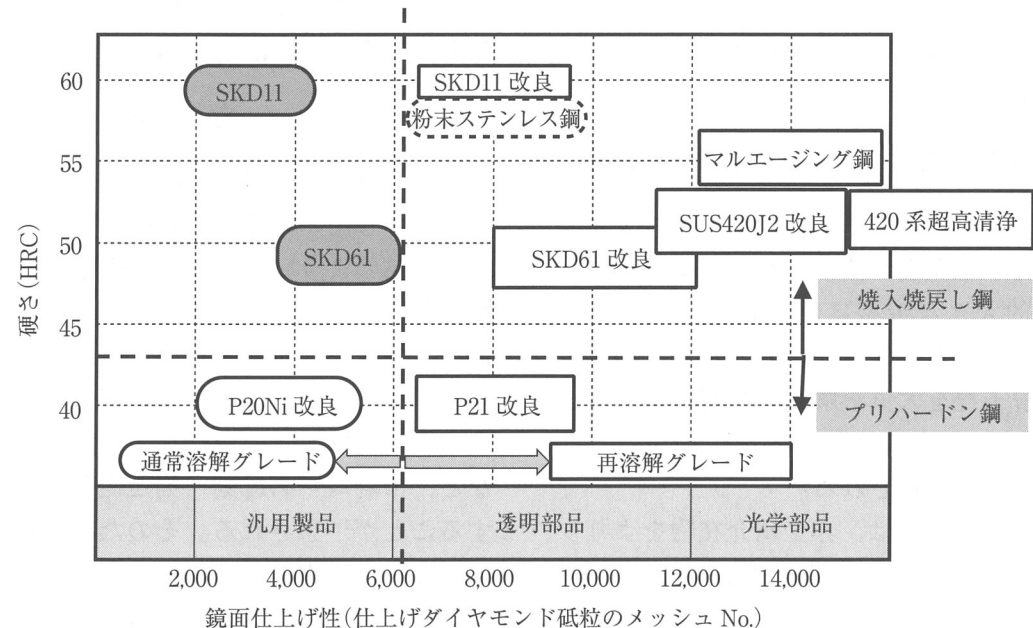 60
55
50
45
40
硬さ(HRC)
SKD11
SKD11 改良
粉末ステンレス鋼
マルエージング鋼
SUS420J2 改良
420 系超高清浄
SKD61
SKD61 改良
焼入焼戻し鋼
P20Ni 改良
P21 改良
プリハードン鋼
通常溶解グレード
再溶解グレード
汎用製品
透明部品
光学部品
2,000
4,000
6,000
8,000
10,000
12,000
14,000
鏡面仕上げ性(仕上げダイヤモンド砥粒のメッシュ No.)